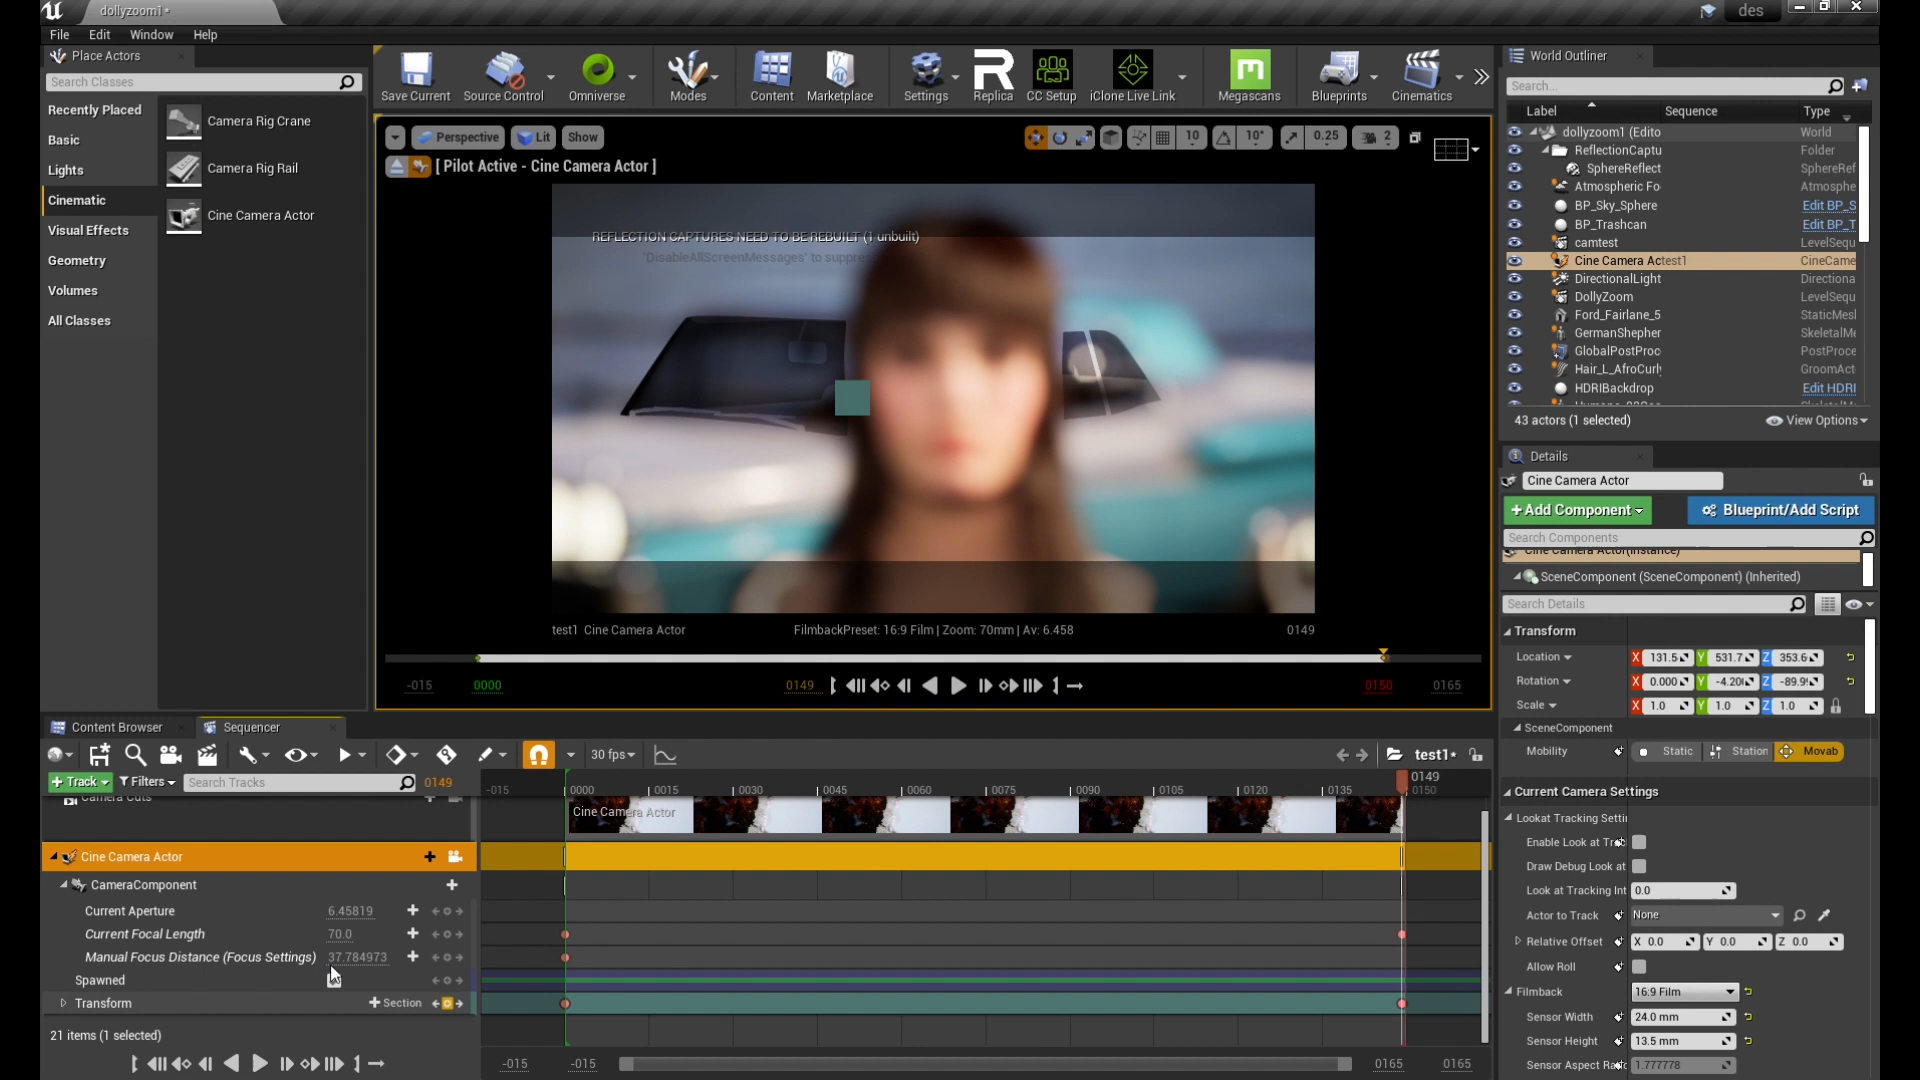 dollyzoom1*
des
File Edit Window Help
Place Actors
Search Classes
Recently Placed
Basic
Lights
Cinematic
Visual Effects
Geometry
Volumes
All Classes
Camera Rig Crane
Camera Rig Rail
Cine Camera Actor
Save Current
Source Control
Omniverse
Modes
Content
Marketplace
Settings
Replica
CC Setup
iClone Live Link
Megascans
Blueprints
Cinematics
Perspective Lit Show
10 10° 0.25 2
[ Pilot Active - Cine Camera Actor ]
REFLECTION CAPTURES NEED TO BE REBUILT (1 unbuilt)
'DisableAllScreenMessages' to suppres
test1 Cine Camera Actor
FilmbackPreset: 16:9 Film | Zoom: 70mm | Av: 6.458
0149
-015 0000 0149 0150 0165
World Outliner
Search...
Label Sequence Type
dollyzoom1 (Edito World
ReflectionCaptu Folder
SphereReflect SphereRef
Atmospheric Fo Atmosphe
BP_Sky_Sphere Edit BP_S
BP_Trashcan Edit BP_T
camtest LevelSequ
Cine Camera Actest1 CineCame
DirectionalLight Directiona
DollyZoom LevelSequ
Ford_Fairlane_5 StaticMesl
GermanShepher SkeletalMe
GlobalPostProc PostProce
Hair_L_AfroCurly GroomAct
HDRIBackdrop Edit HDRI
43 actors (1 selected)
View Options
Details
Cine Camera Actor
+ Add Component
Blueprint/Add Script
Search Components
Cine Camera Actor(Instance)
SceneComponent (SceneComponent) (Inherited)
Search Details
Transform
Location X 131.5 Y 531.7 Z 353.6
Rotation X 0.000 Y -4.20 Z -89.9
Scale X 1.0 Y 1.0 Z 1.0
SceneComponent
Mobility Static Station Movab
Current Camera Settings
Lookat Tracking Setti
Enable Look at Tra
Draw Debug Look at
Look at Tracking Int 0.0
Actor to Track None
Relative Offset X 0.0 Y 0.0 Z 0.0
Allow Roll
Filmback 16:9 Film
Sensor Width 24.0 mm
Sensor Height 13.5 mm
Sensor Aspect Ratio 1.777778
Content Browser
Sequencer
30 fps
test1*
+ Track Filters Search Tracks 0149
-015 0000 0015 0030 0045 0060 0075 0090 0105 0120 0135 0149 0150
Camera Cuts
Cine Camera Actor
Cine Camera Actor
CameraComponent
Current Aperture 6.45819
Current Focal Length 70.0
Manual Focus Distance (Focus Settings) 37.784973
Spawned
Transform + Section
21 items (1 selected)
-015 -015 0165 0165